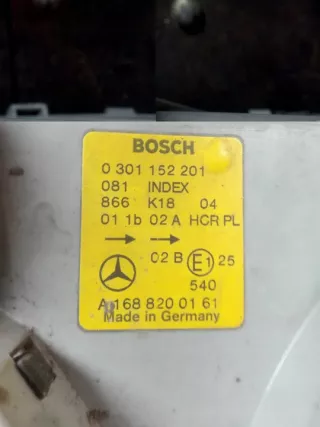 BOSCH
0 301 152 201
081 INDEX
866 K18 04
01 1b 02 A HCR PL
02 B E1 25
540
A 168 820 01 61
Made in Germany